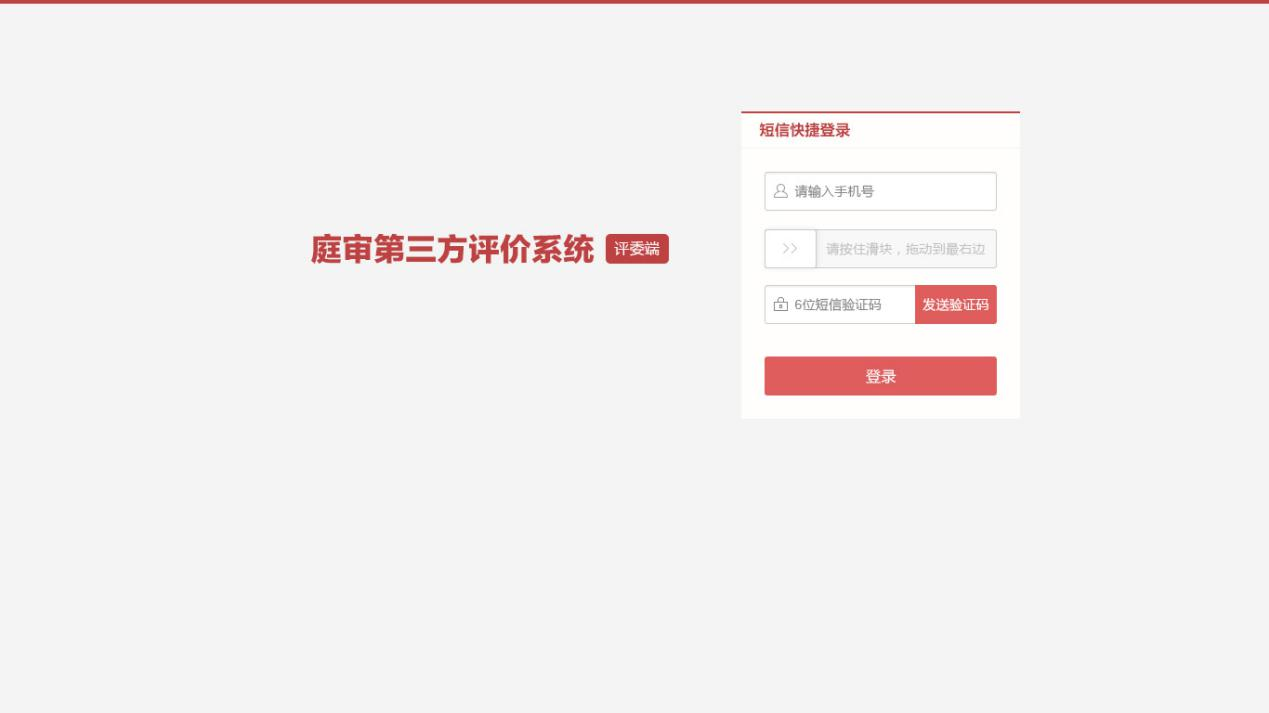 短信快捷登录
请输入手机号
庭审第三方评价系统 评委端
>> 请按住滑块，拖动到最右边
6位短信验证码 发送验证码
登录